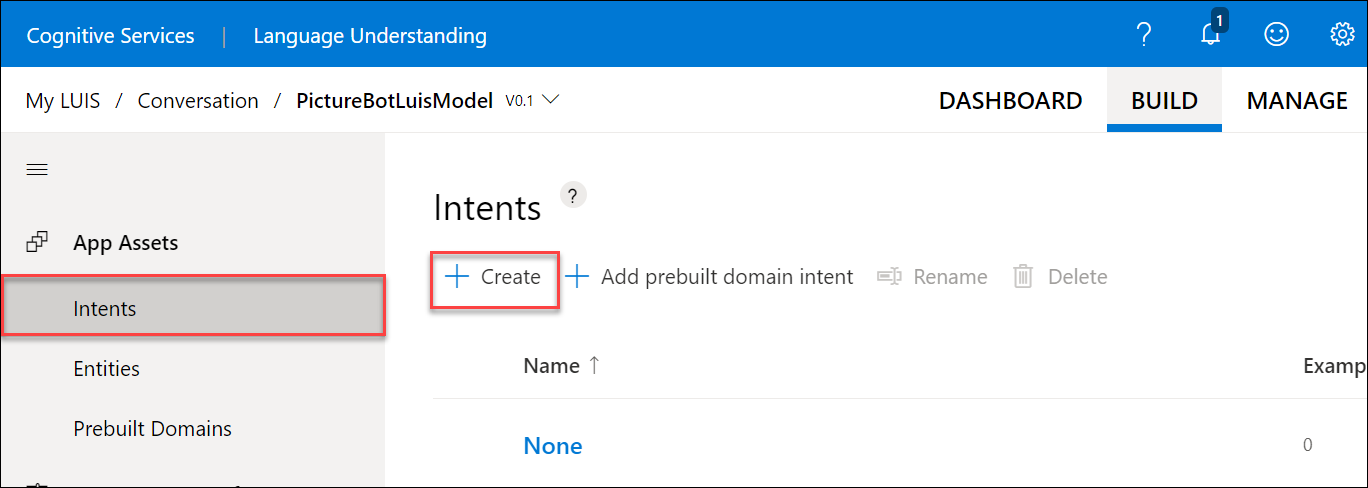 Cognitive Services | Language Understanding ? 1
My LUIS / Conversation / PictureBotLuisModel V0.1 DASHBOARD BUILD MANAGE
Intents ?
App Assets
+ Create + Add prebuilt domain intent Rename Delete
Intents
Name ↑ Examp
Entities
Prebuilt Domains
None 0